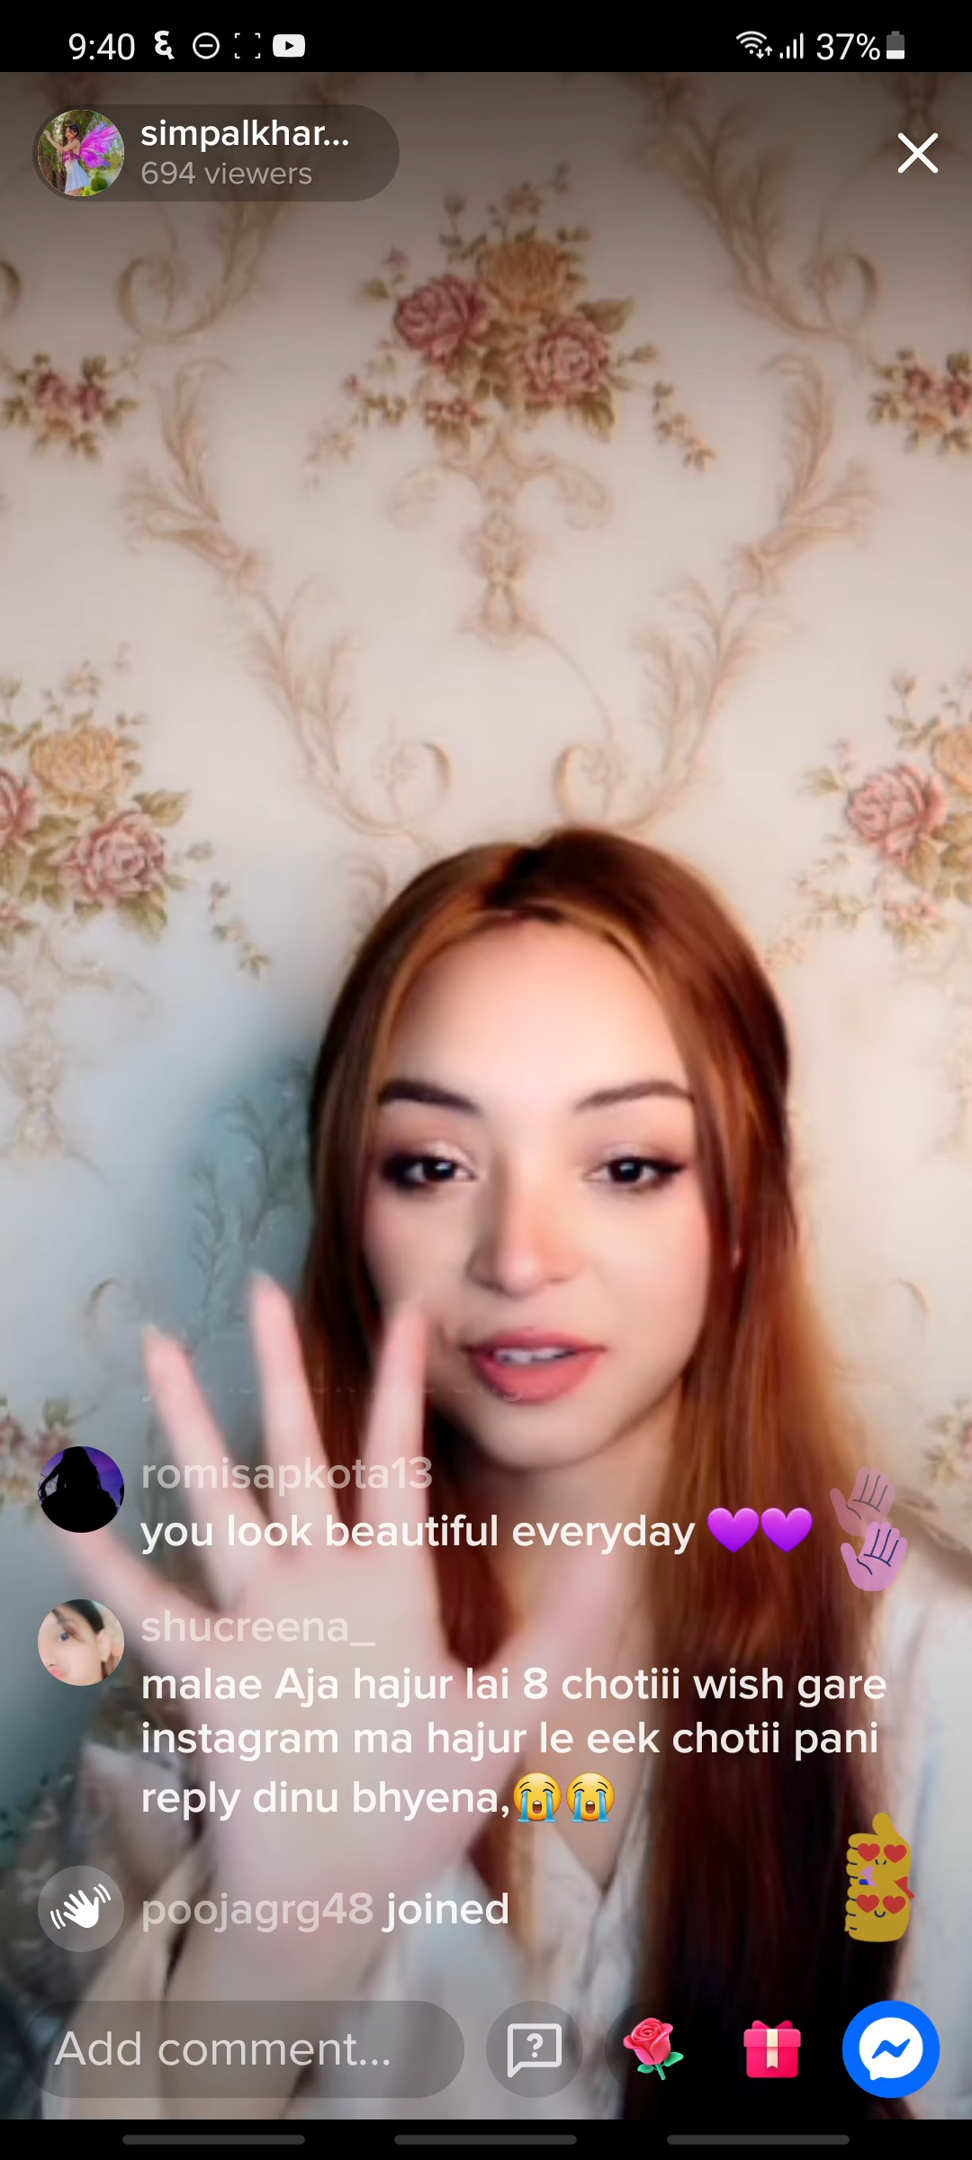 9:40
37%
simpalkhar...
694 viewers
romisapkota13
you look beautiful everyday 💜💜
shucreena_
malae Aja hajur lai 8 chotiii wish gare
instagram ma hajur le eek chotii pani
reply dinu bhyena,😭😭
poojagrg48 joined
Add comment...